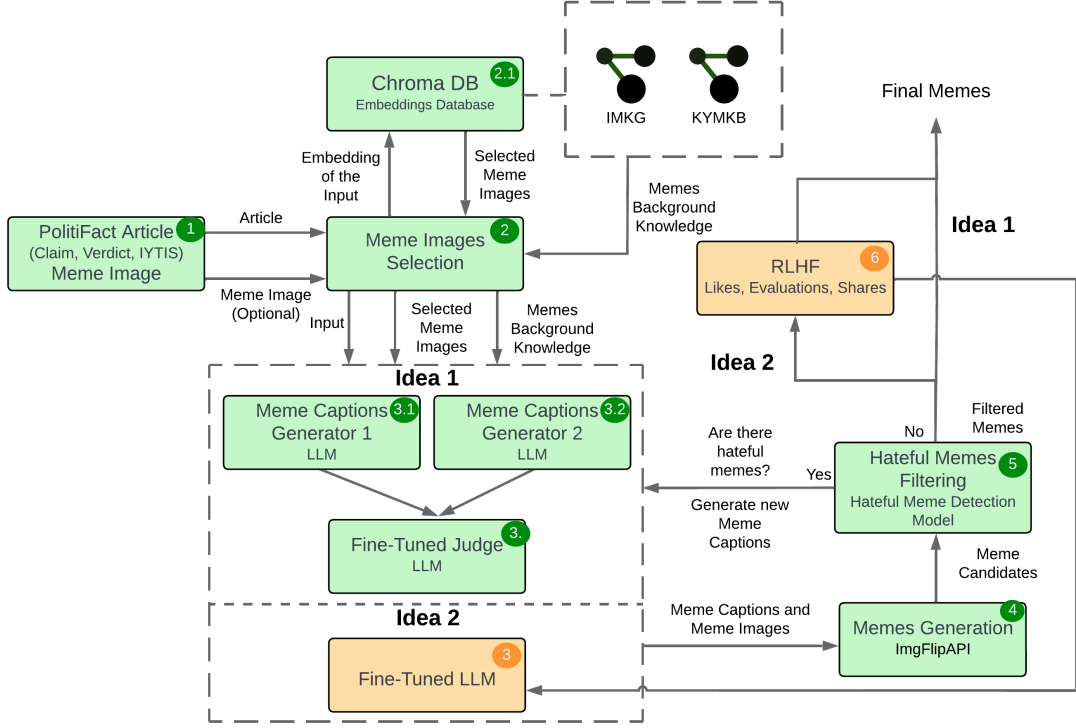 2.1
Chroma DB
Embeddings Database
IMKG
KYMKB
Final Memes
Embedding
of the
Input
Selected
Meme
Images
Memes
Background
Knowledge
1
PolitiFact Article
(Claim, Verdict, IYTIS)
Meme Image
Article
Meme Image
(Optional)
2
Meme Images
Selection
Idea 1
6
RLHF
Likes, Evaluations, Shares
Input
Selected
Meme
Images
Memes
Background
Knowledge
Idea 2
Idea 1
3.1
Meme Captions
Generator 1
LLM
3.2
Meme Captions
Generator 2
LLM
Are there
hateful
memes?
Yes
Generate new
Meme
Captions
No
Filtered
Memes
5
Hateful Memes
Filtering
Hateful Meme Detection
Model
3.
Fine-Tuned Judge
LLM
Meme
Candidates
Idea 2
Meme Captions and
Meme Images
4
Memes Generation
ImgFlipAPI
3
Fine-Tuned LLM